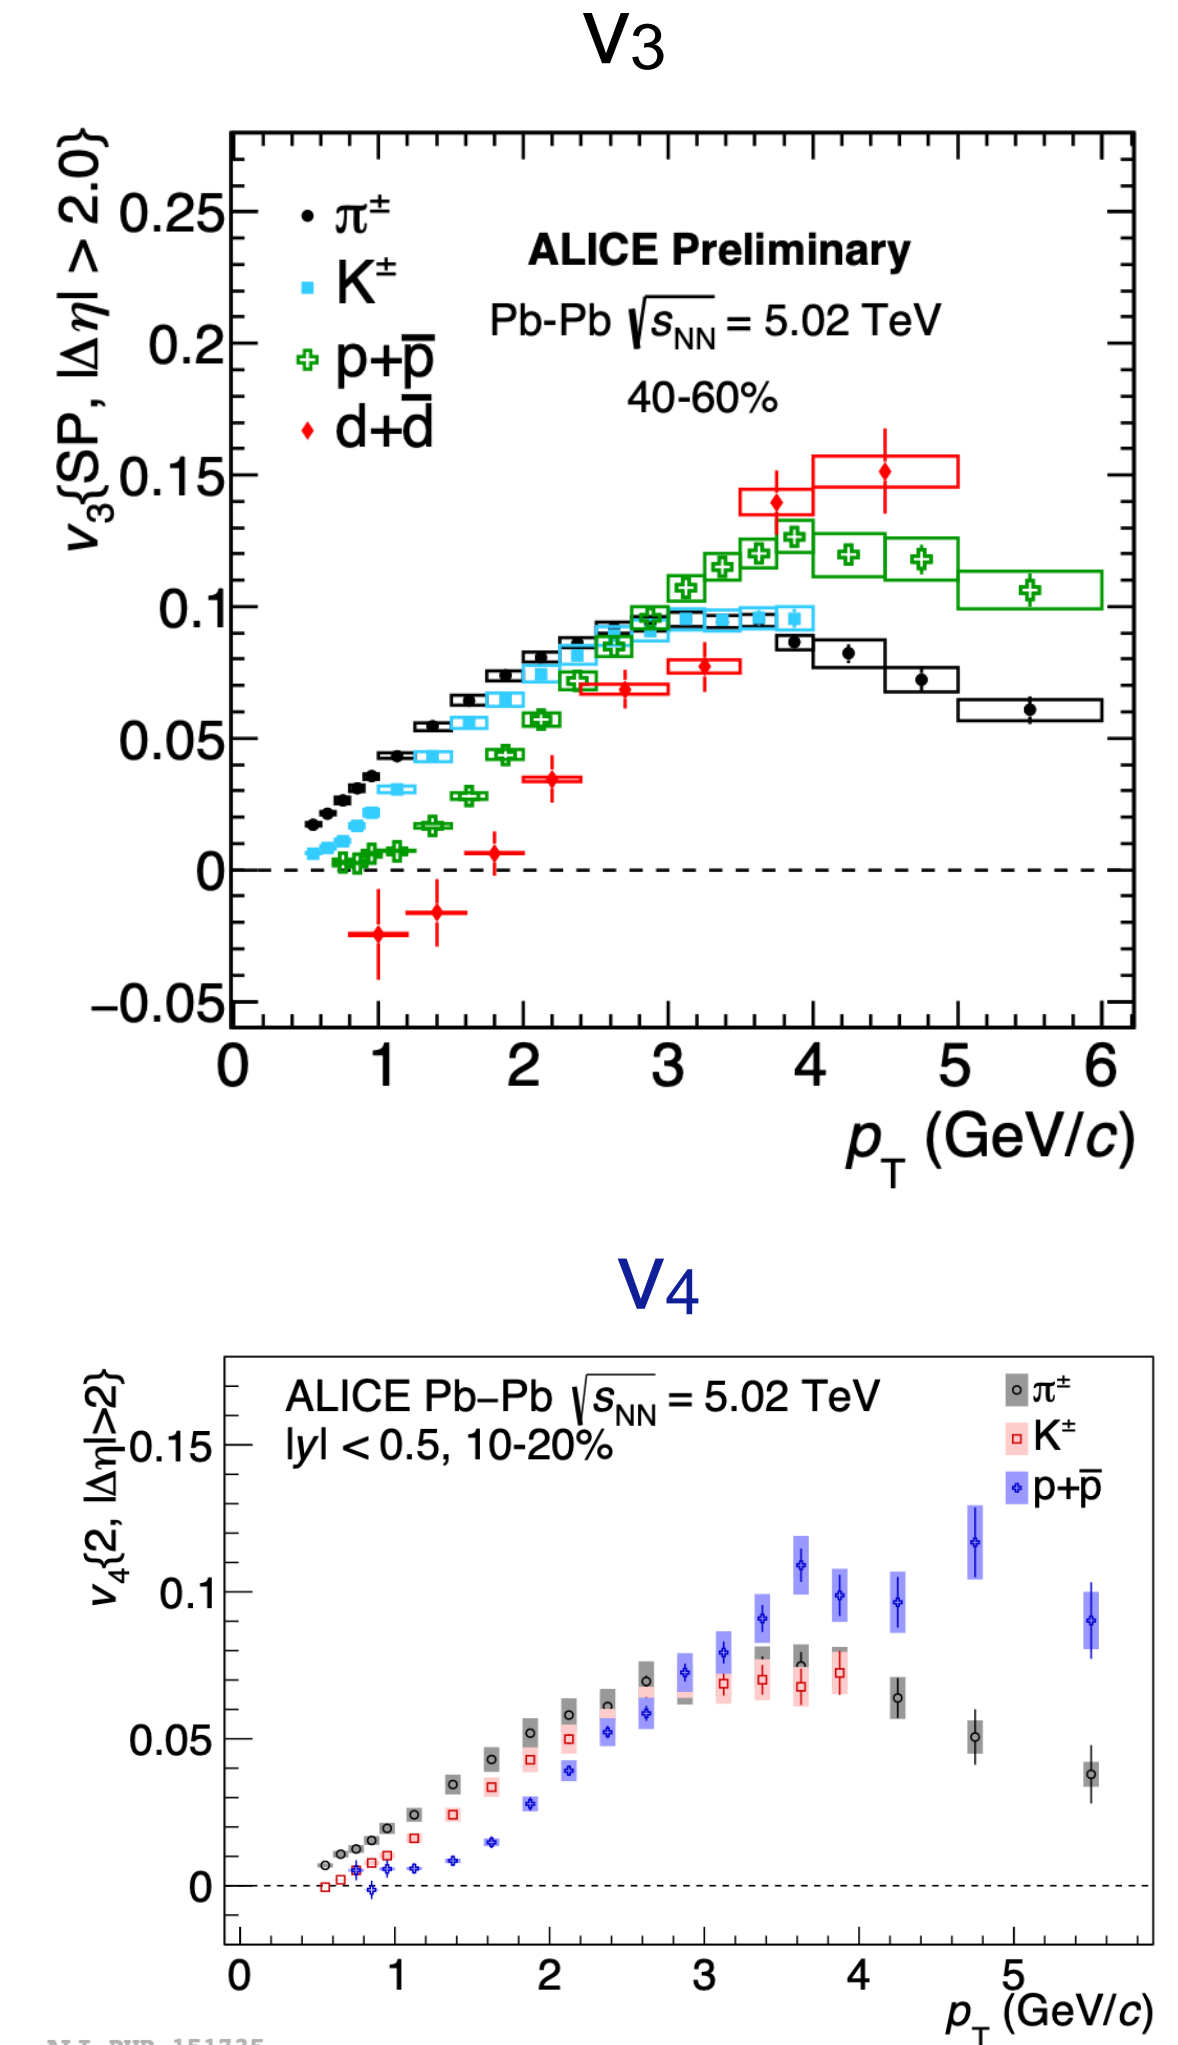 v3
v3{SP, |Δη| > 2.0}
0.25
0.2
0.15
0.1
0.05
0
−0.05
π±
K±
p+p̅
d+d̅
ALICE Preliminary
Pb-Pb √sNN = 5.02 TeV
40-60%
0 1 2 3 4 5 6
pT (GeV/c)
v4
v4{2, |Δη|>2}
0.15
0.1
0.05
0
ALICE Pb−Pb √sNN = 5.02 TeV
|y| < 0.5, 10-20%
π±
K±
p+p̅
0 1 2 3 4 5
pT (GeV/c)